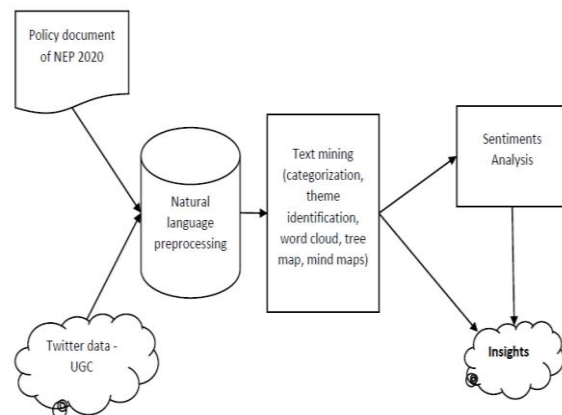 Policy document
of NEP 2020
Natural
language
preprocessing
Text mining
(categorization,
theme
identification,
word cloud, tree
map, mind maps)
Sentiments
Analysis
Twitter data -
UGC
Insights